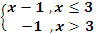 x − 1 , x ≤ 3
−1 , x > 3